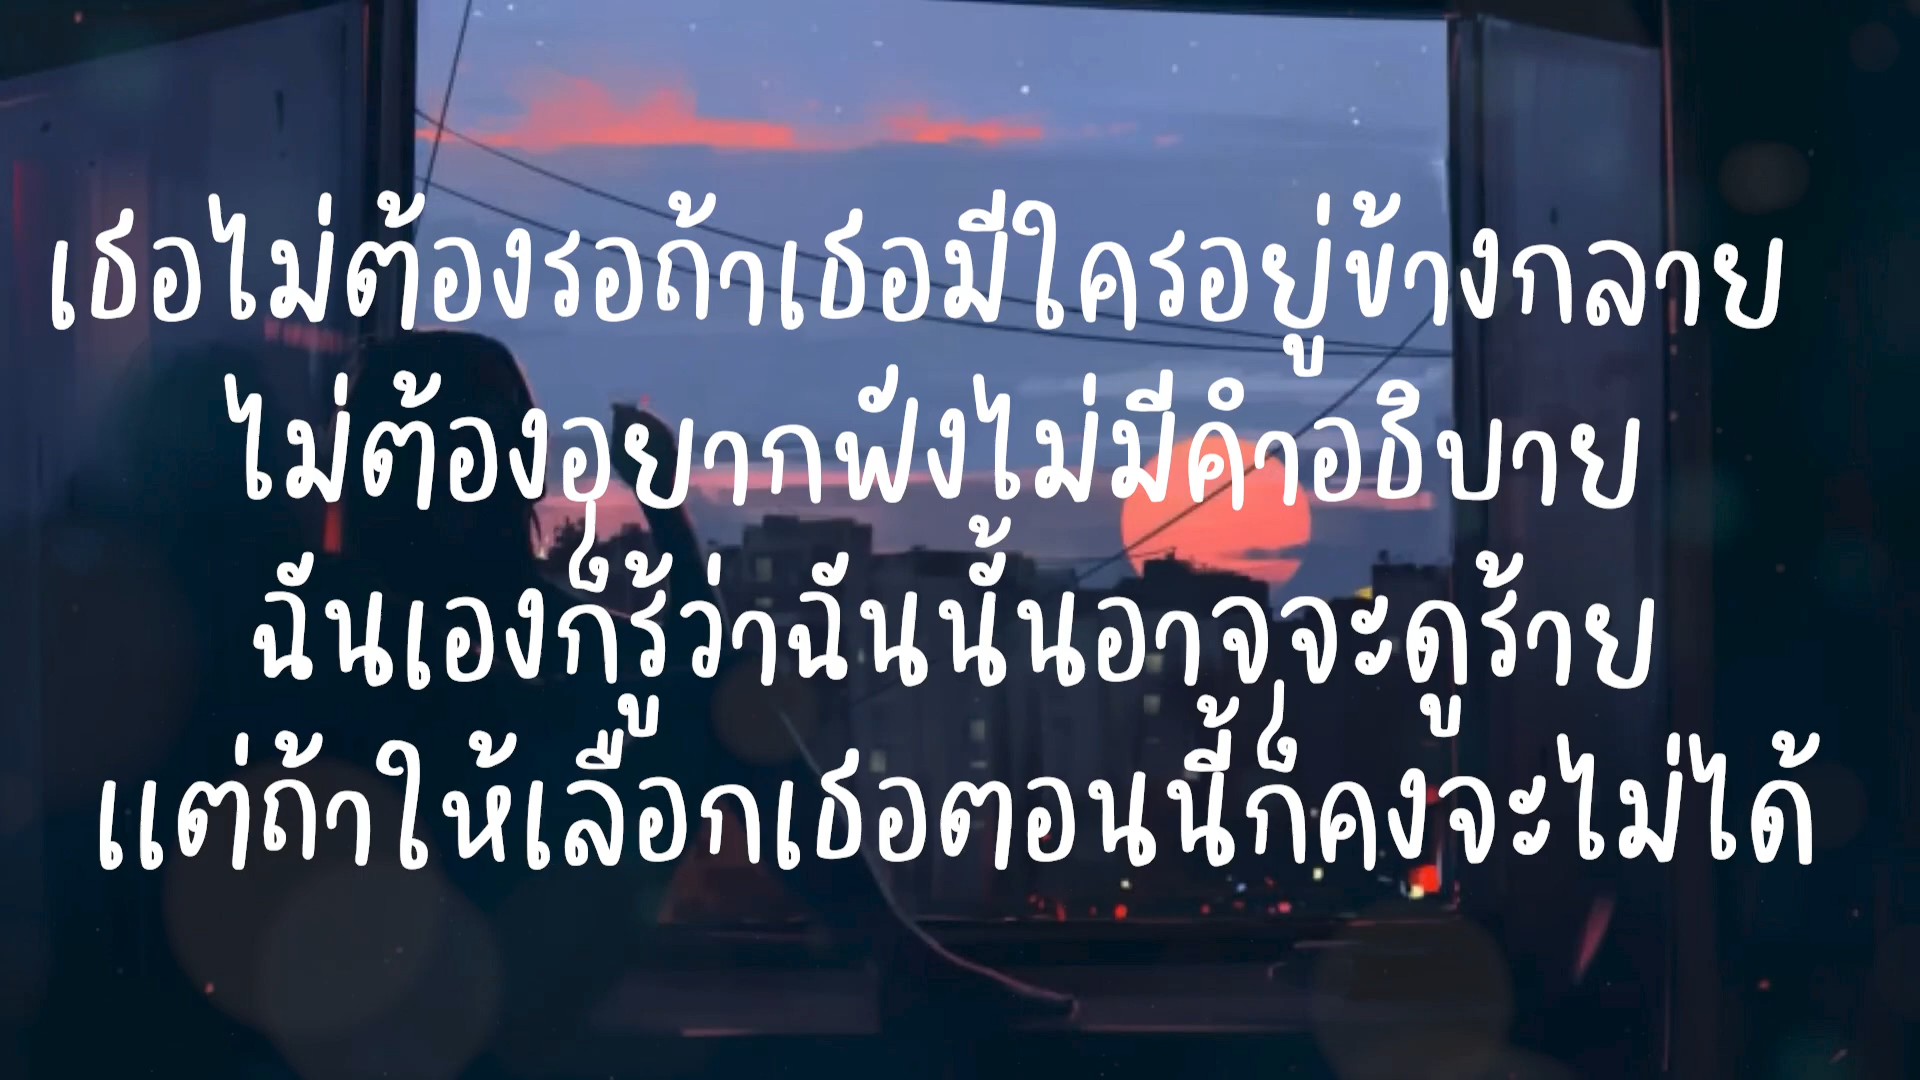 เธอไม่ต้องรอถ้าเธอมีใครอยู่ข้างกลาย
ไม่ต้องอยากฟังไม่มีคำอธิบาย
ฉันเองก็รู้ว่าฉันนั้นอาจจะดูร้าย
แต่ถ้าให้เลือกเธอตอนนี้ก็คงจะไม่ได้